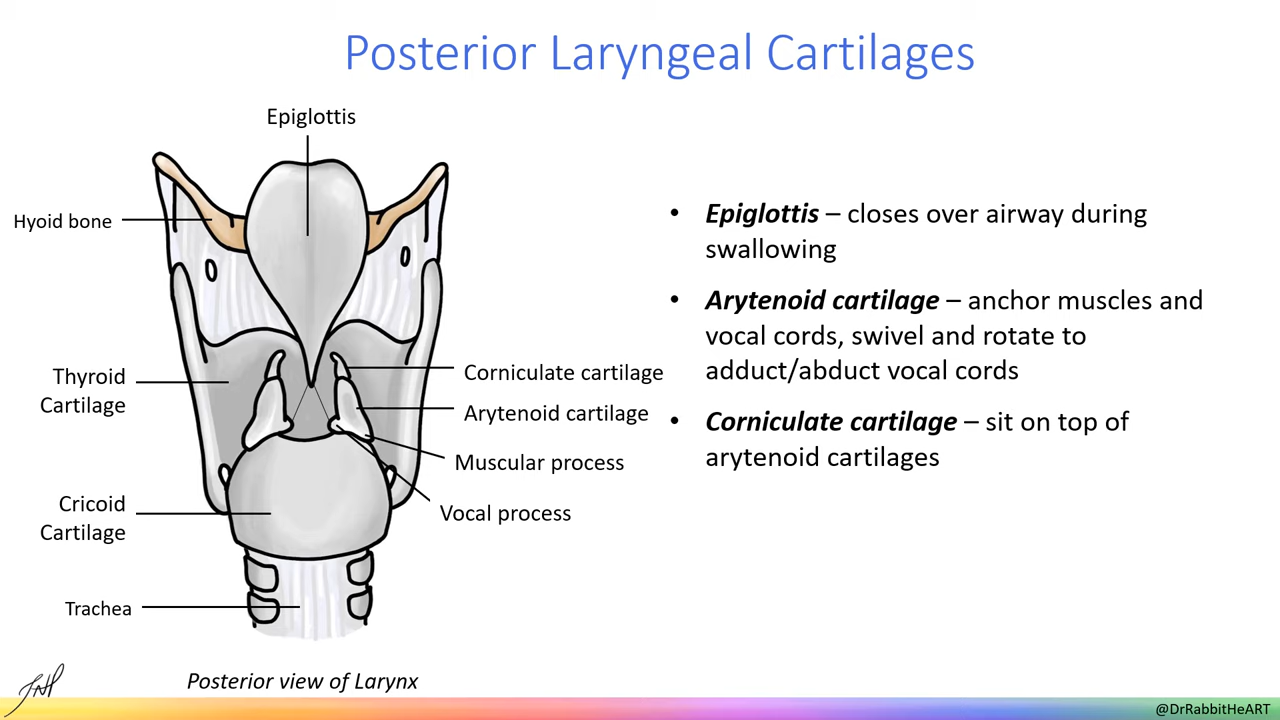 Posterior Laryngeal Cartilages
Epiglottis
Hyoid bone
Thyroid
Cartilage
Cricoid
Cartilage
Trachea
Corniculate cartilage
Arytenoid cartilage
Muscular process
Vocal process
Posterior view of Larynx
• Epiglottis – closes over airway during
swallowing
• Arytenoid cartilage – anchor muscles and
vocal cords, swivel and rotate to
adduct/abduct vocal cords
• Corniculate cartilage – sit on top of
arytenoid cartilages
@DrRabbitHeART